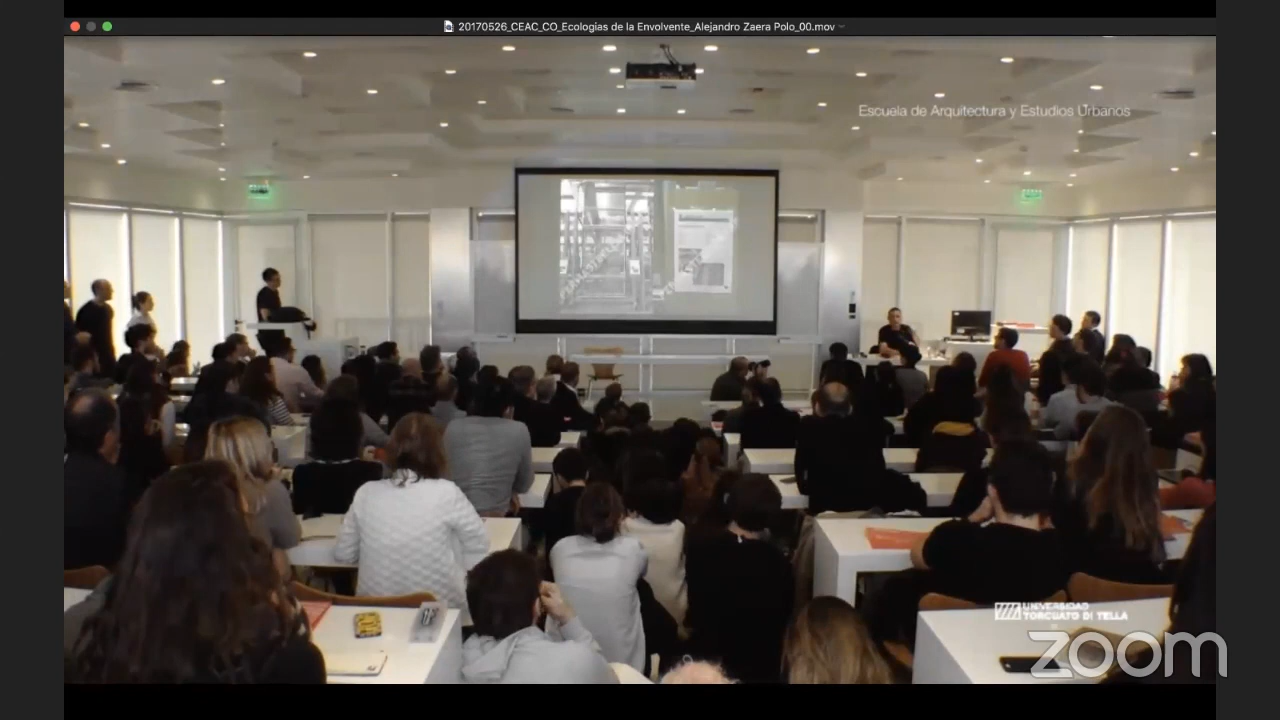 20170526_CEAC_CO_Ecologías de la Envolvente_Alejandro Zaera Polo_00.mov
Escuela de Arquitectura y Estudios Urbanos
UNIVERSIDAD
TORCUATO DI TELLA
zoom